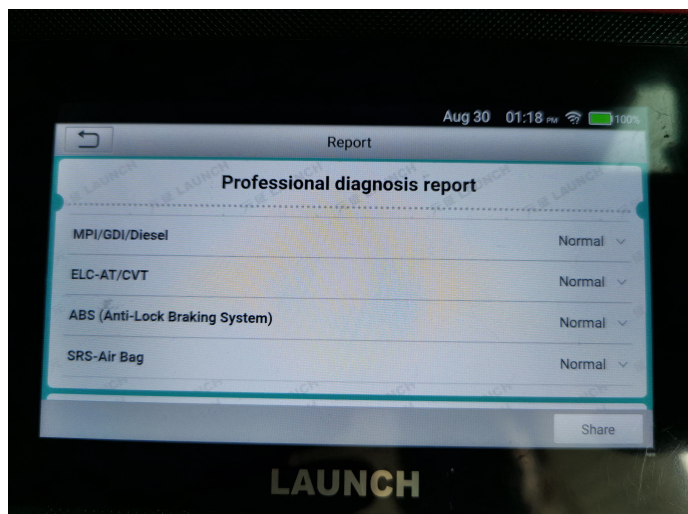 Aug 30 01:18 PM 100%
Report
Professional diagnosis report
MPI/GDI/Diesel Normal
ELC-AT/CVT Normal
ABS (Anti-Lock Braking System) Normal
SRS-Air Bag Normal
Share
LAUNCH